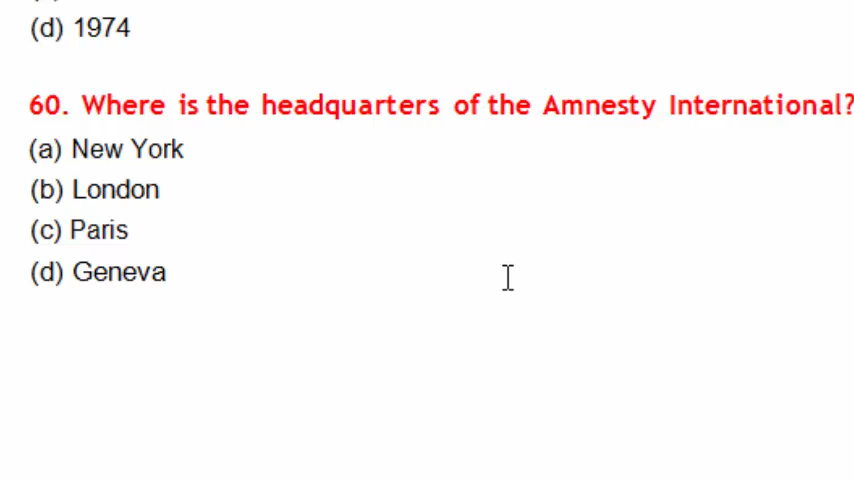 (d) 1974
60. Where is the headquarters of the Amnesty International?
(a) New York
(b) London
(c) Paris
(d) Geneva